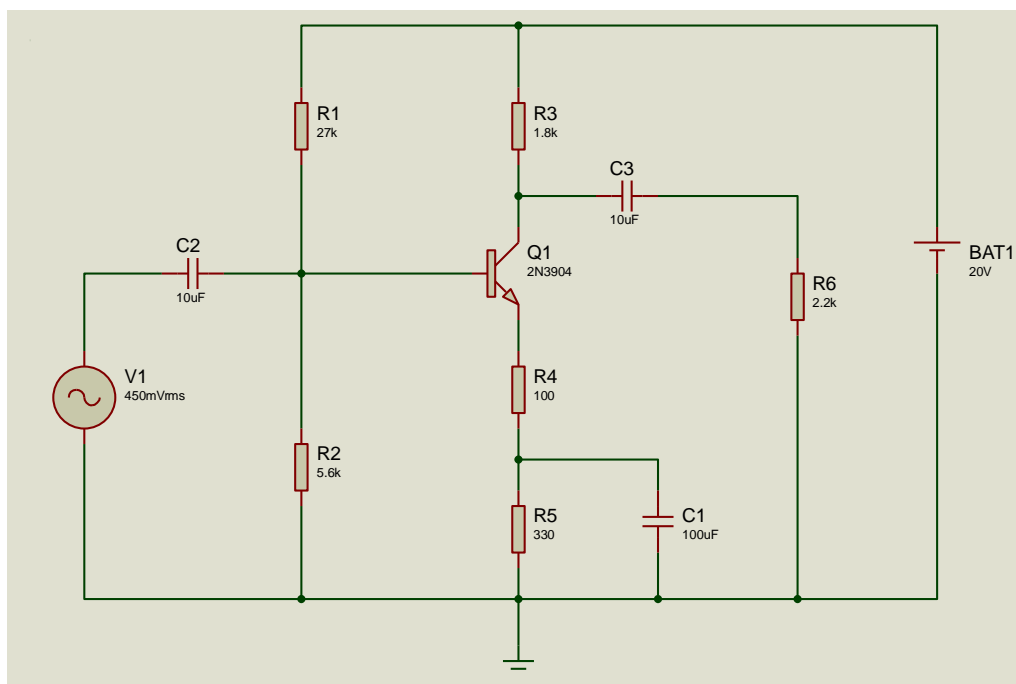 R1
27k
R3
1.8k
C3
10uF
C2
10uF
Q1
2N3904
BAT1
20V
R6
2.2k
V1
450mVrms
R4
100
R2
5.6k
R5
330
C1
100uF